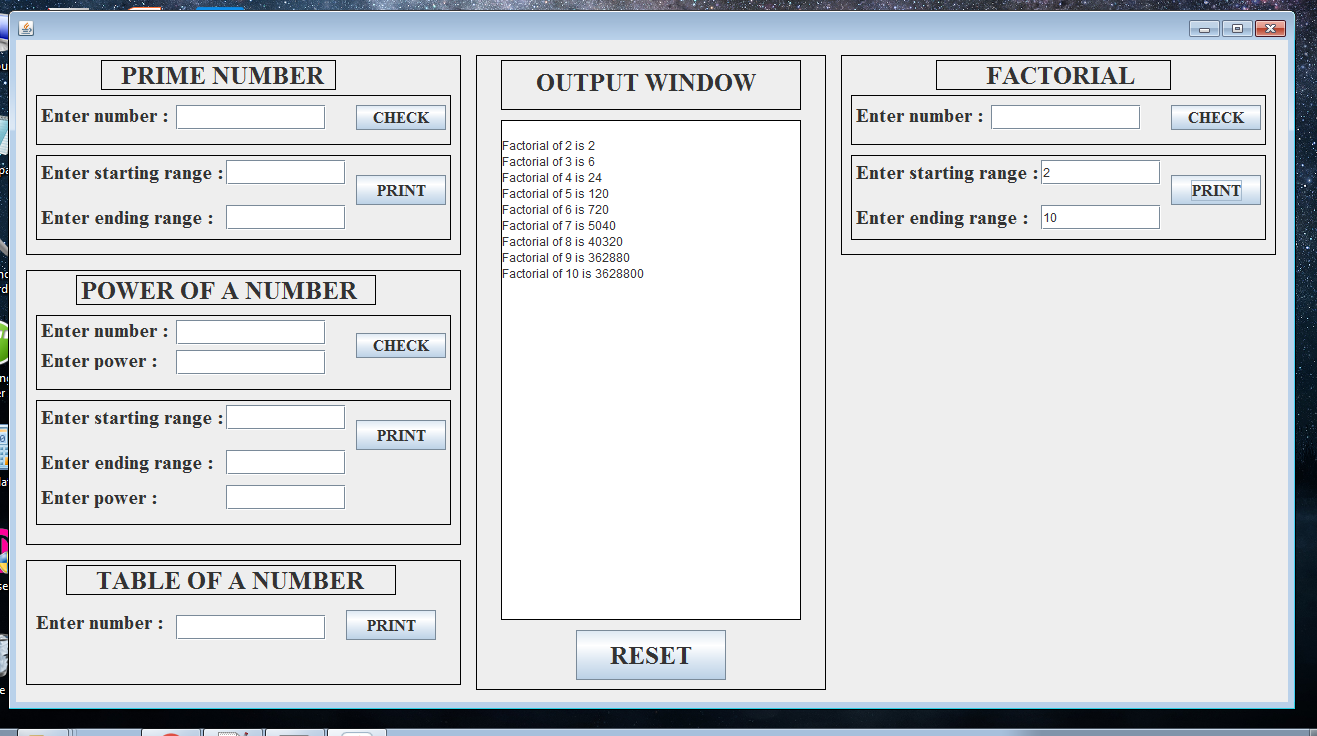 PRIME NUMBER
Enter number :
CHECK
Enter starting range :
PRINT
Enter ending range :
POWER OF A NUMBER
Enter number :
CHECK
Enter power :
Enter starting range :
PRINT
Enter ending range :
Enter power :
TABLE OF A NUMBER
Enter number :
PRINT
OUTPUT WINDOW
Factorial of 2 is 2
Factorial of 3 is 6
Factorial of 4 is 24
Factorial of 5 is 120
Factorial of 6 is 720
Factorial of 7 is 5040
Factorial of 8 is 40320
Factorial of 9 is 362880
Factorial of 10 is 3628800
RESET
FACTORIAL
Enter number :
CHECK
Enter starting range : 2
PRINT
Enter ending range : 10